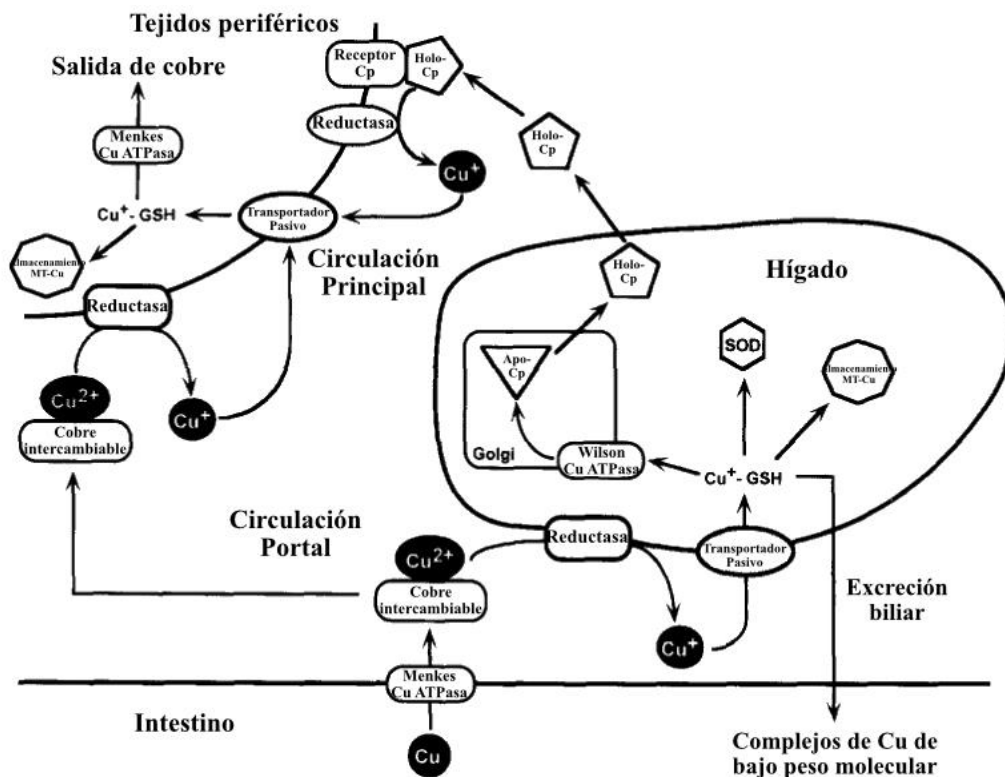 Tejidos periféricos
Salida de cobre
Receptor
Cp
Holo-
Cp
Menkes
Cu ATPasa
Reductasa
Holo-
Cp
Cu+
Cu+- GSH
Transportador
Pasivo
MT-Cu
Circulación
Principal
Holo-
Cp
Hígado
Reductasa
SOD
MT-Cu
Apo-
Cp
Cu2+
Cobre
intercambiable
Cu+
Golgi
Wilson
Cu ATPasa
Cu+- GSH
Circulación
Portal
Reductasa
Transportador
Pasivo
Cu2+
Cobre
intercambiable
Excreción
biliar
Cu+
Menkes
Cu ATPasa
Intestino
Cu
Complejos de Cu de
bajo peso molecular